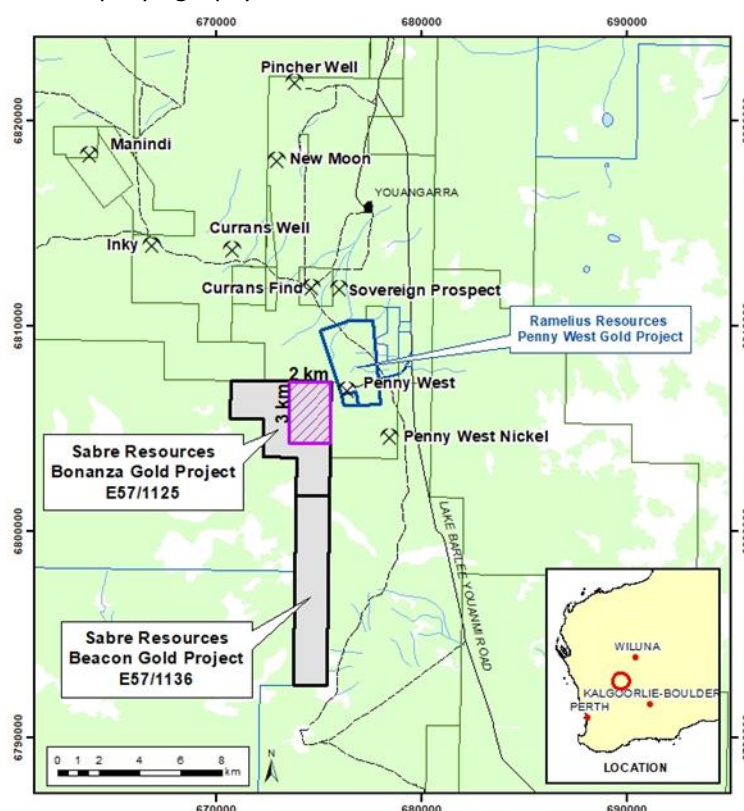 670000
680000
690000
Pincher Well
6820000
Manindi
New Moon
YOUANGARRA
Currans Well
Inky
Currans Find
Sovereign Prospect
6810000
Ramelius Resources
Penny West Gold Project
2 km
3 km
Penny West
Penny West Nickel
Sabre Resources
Bonanza Gold Project
E57/1125
6800000
LAKE BARLEE YOUANMI ROAD
Sabre Resources
Beacon Gold Project
E57/1136
WILUNA
KALGOORLIE-BOULDER
PERTH
LOCATION
6790000
N
0 1 2 4 6 8
km
670000
680000
690000